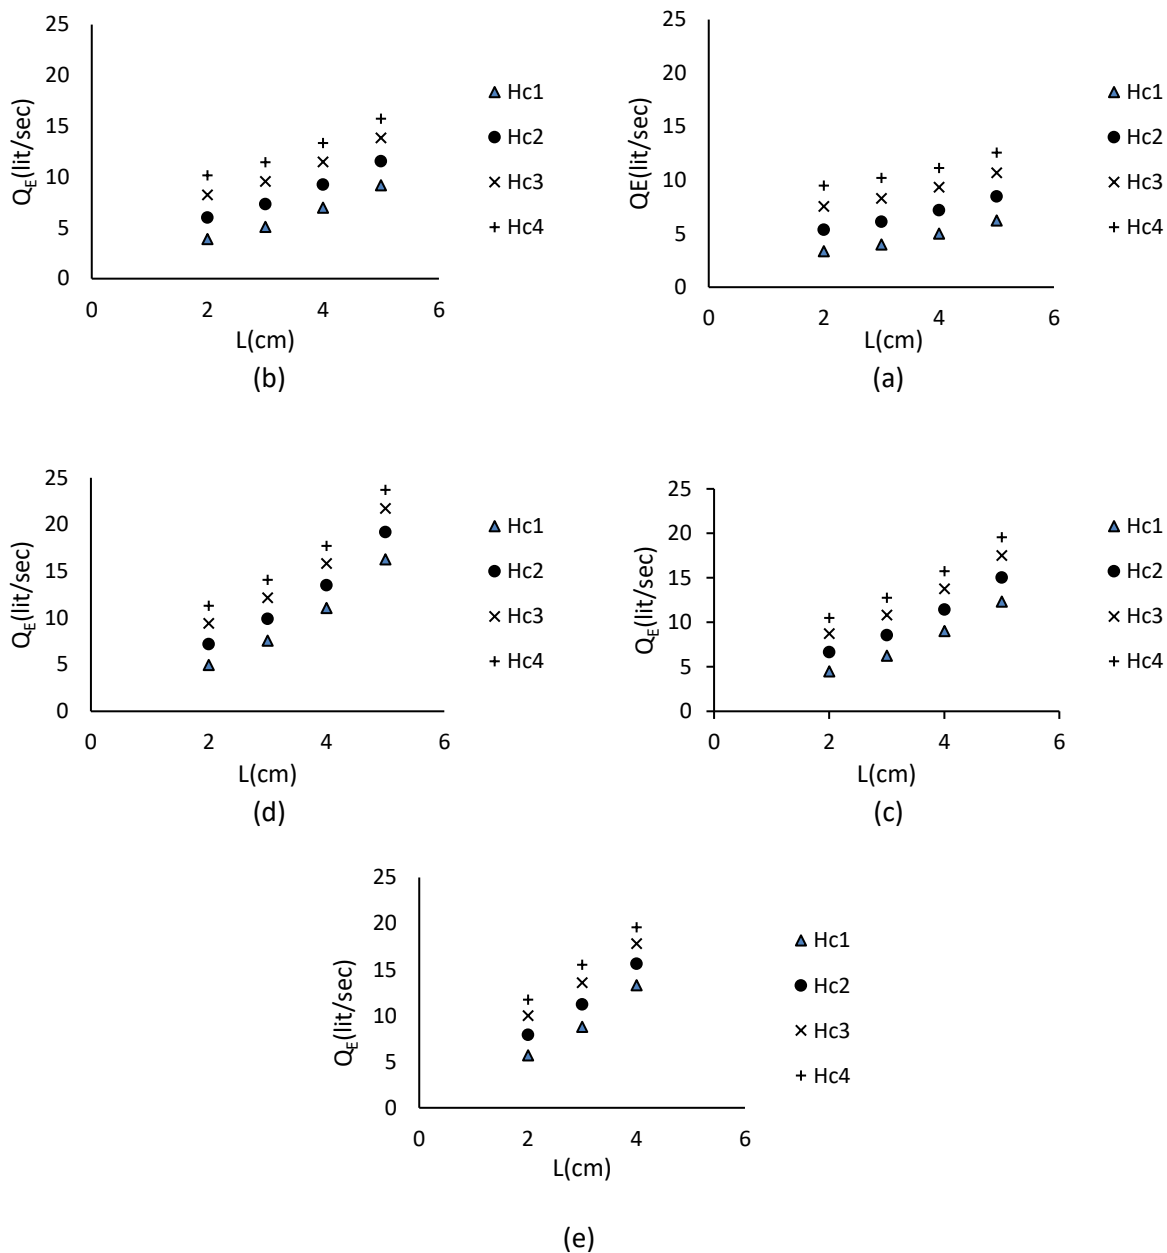 25
20
15
10
5
0
Q_E(lit/sec)
0 2 4 6
L(cm)
Hc1
Hc2
Hc3
Hc4
(b)
25
20
15
10
5
0
QE(lit/sec)
0 2 4 6
L(cm)
Hc1
Hc2
Hc3
Hc4
(a)
25
20
15
10
5
0
Q_E(lit/sec)
0 2 4 6
L(cm)
Hc1
Hc2
Hc3
Hc4
(d)
25
20
15
10
5
0
Q_E(lit/sec)
0 2 4 6
L(cm)
Hc1
Hc2
Hc3
Hc4
(c)
25
20
15
10
5
0
Q_E(lit/sec)
0 2 4 6
L(cm)
Hc1
Hc2
Hc3
Hc4
(e)